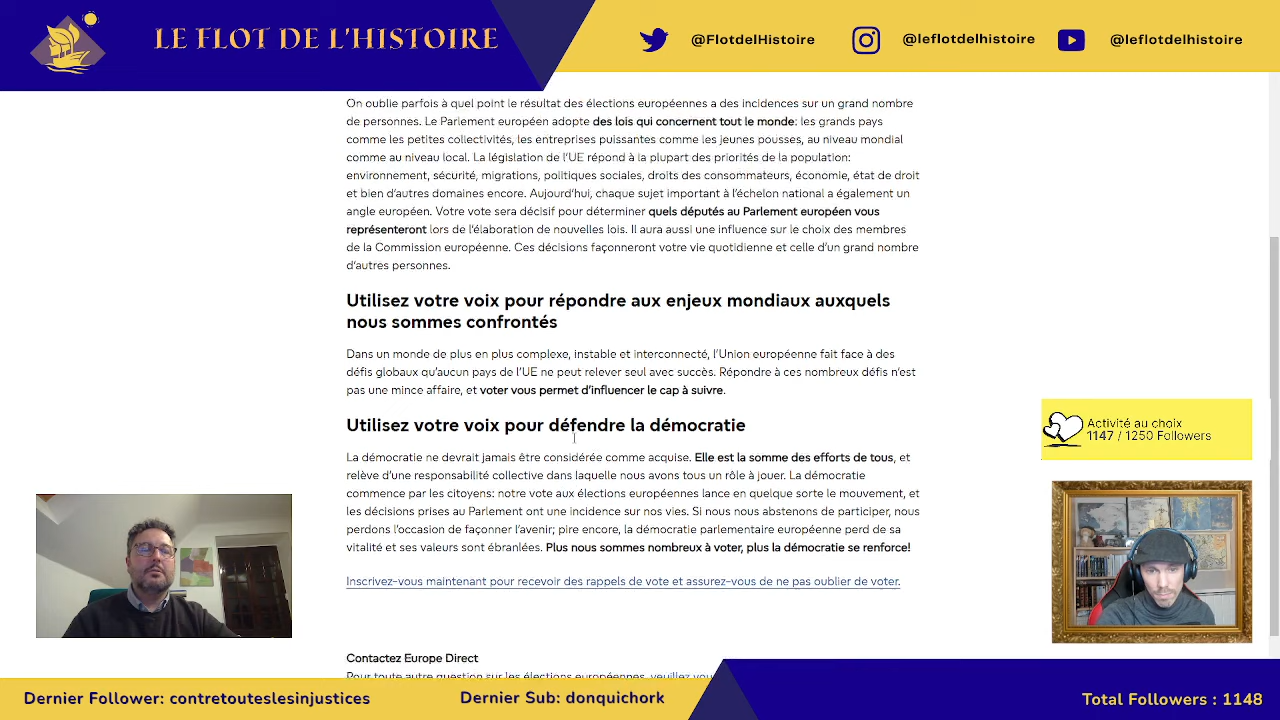 LE FLOT DE L'HISTOIRE
@FlotdelHistoire
@leflotdelhistoire
@leflotdelhistoire
On oublie parfois à quel point le résultat des élections européennes a des incidences sur un grand nombre
de personnes. Le Parlement européen adopte des lois qui concernent tout le monde: les grands pays
comme les petites collectivités, les entreprises puissantes comme les jeunes pousses, au niveau mondial
comme au niveau local. La législation de l'UE répond à la plupart des priorités de la population:
environnement, sécurité, migrations, politiques sociales, droits des consommateurs, économie, état de droit
et bien d'autres domaines encore. Aujourd'hui, chaque sujet important à l'échelon national a également un
angle européen. Votre vote sera décisif pour déterminer quels députés au Parlement européen vous
représenteront lors de l'élaboration de nouvelles lois. Il aura aussi une influence sur le choix des membres
de la Commission européenne. Ces décisions façonneront votre vie quotidienne et celle d'un grand nombre
d'autres personnes.
Utilisez votre voix pour répondre aux enjeux mondiaux auxquels
nous sommes confrontés
Dans un monde de plus en plus complexe, instable et interconnecté, l'Union européenne fait face à des
défis globaux qu'aucun pays de l'UE ne peut relever seul avec succès. Répondre à ces nombreux défis n'est
pas une mince affaire, et voter vous permet d'influencer le cap à suivre.
Utilisez votre voix pour défendre la démocratie
La démocratie ne devrait jamais être considérée comme acquise. Elle est la somme des efforts de tous, et
relève d'une responsabilité collective dans laquelle nous avons tous un rôle à jouer. La démocratie
commence par les citoyens: notre vote aux élections européennes lance en quelque sorte le mouvement, et
les décisions prises au Parlement ont une incidence sur nos vies. Si nous nous abstenons de participer, nous
perdons l'occasion de façonner l'avenir; pire encore, la démocratie parlementaire européenne perd de sa
vitalité et ses valeurs sont ébranlées. Plus nous sommes nombreux à voter, plus la démocratie se renforce!
Inscrivez-vous maintenant pour recevoir des rappels de vote et assurez-vous de ne pas oublier de voter.
Contactez Europe Direct
Pour toute autre question sur les élections européennes, veuillez vou
Activité au choix
1147 / 1250 Followers
Dernier Follower: contretouteslesinjustices
Dernier Sub: donquichork
Total Followers : 1148